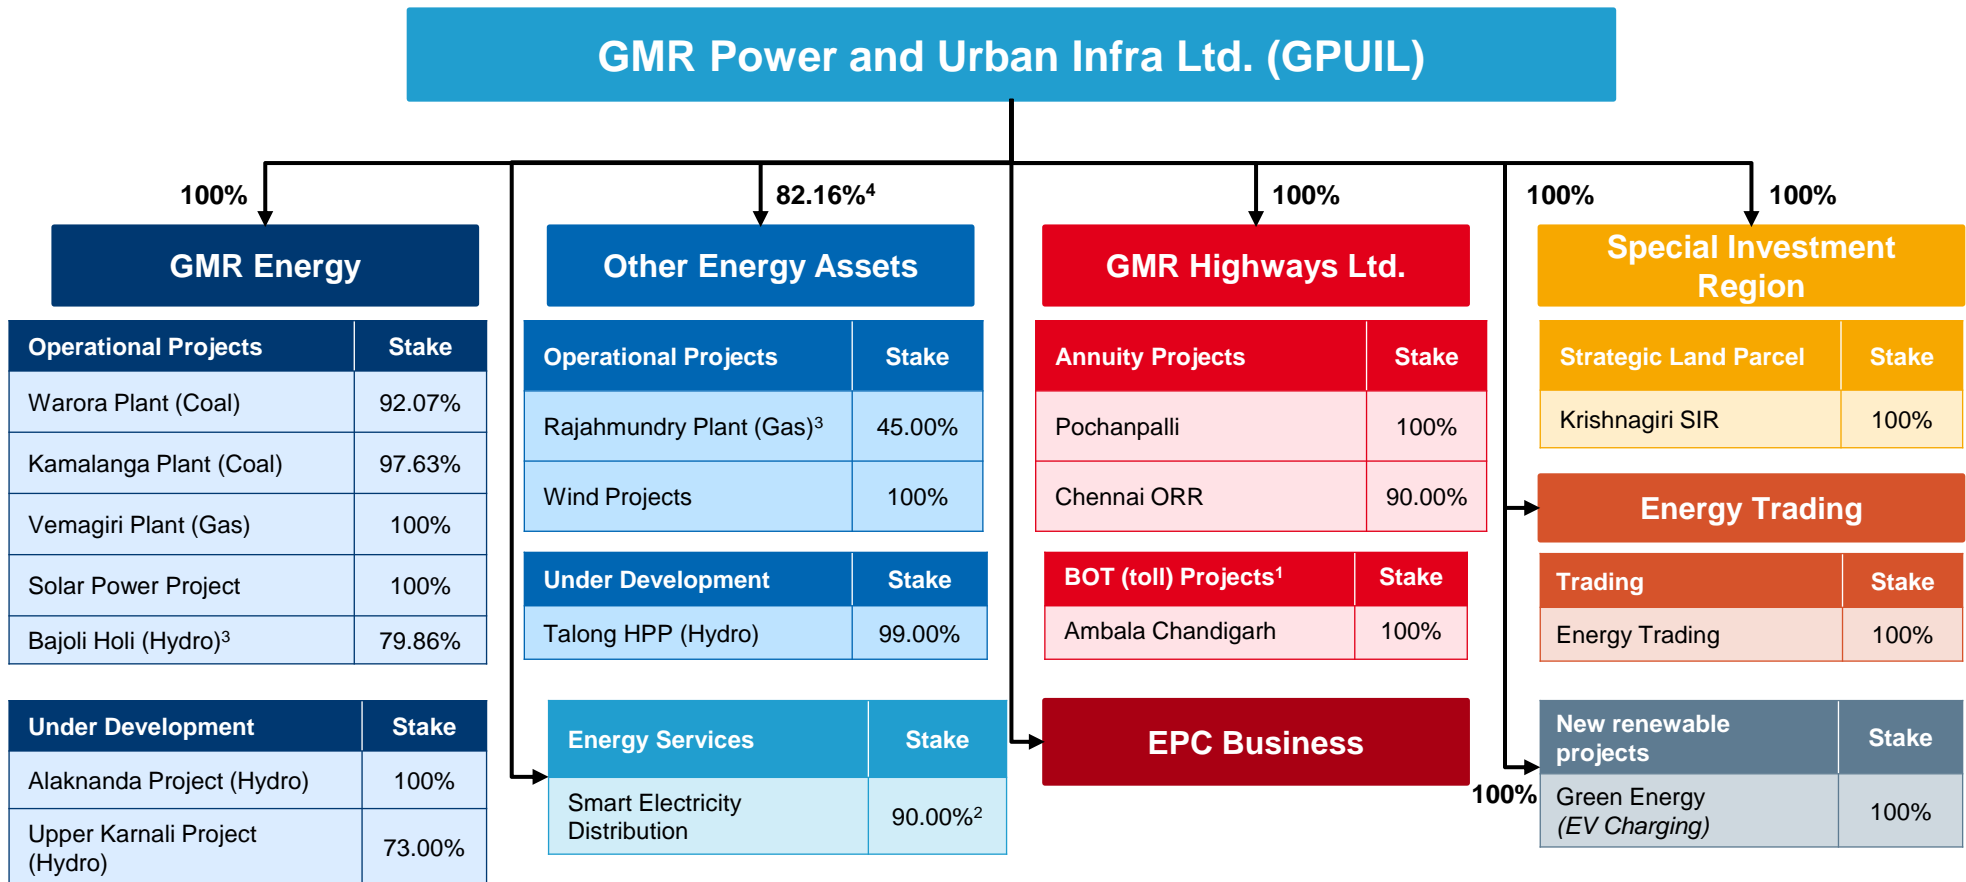 GMR Power and Urban Infra Ltd. (GPUIL)
100%
82.16%⁴
100%
100%
100%
GMR Energy
Operational Projects Stake
Warora Plant (Coal) 92.07%
Kamalanga Plant (Coal) 97.63%
Vemagiri Plant (Gas) 100%
Solar Power Project 100%
Bajoli Holi (Hydro)³ 79.86%
Under Development Stake
Alaknanda Project (Hydro) 100%
Upper Karnali Project
(Hydro) 73.00%
Other Energy Assets
Operational Projects Stake
Rajahmundry Plant (Gas)³ 45.00%
Wind Projects 100%
Under Development Stake
Talong HPP (Hydro) 99.00%
Energy Services Stake
Smart Electricity
Distribution 90.00%²
GMR Highways Ltd.
Annuity Projects Stake
Pochanpalli 100%
Chennai ORR 90.00%
BOT (toll) Projects¹ Stake
Ambala Chandigarh 100%
EPC Business
Special Investment
Region
Strategic Land Parcel Stake
Krishnagiri SIR 100%
Energy Trading
Trading Stake
Energy Trading 100%
100%
New renewable
projects Stake
Green Energy
(EV Charging) 100%